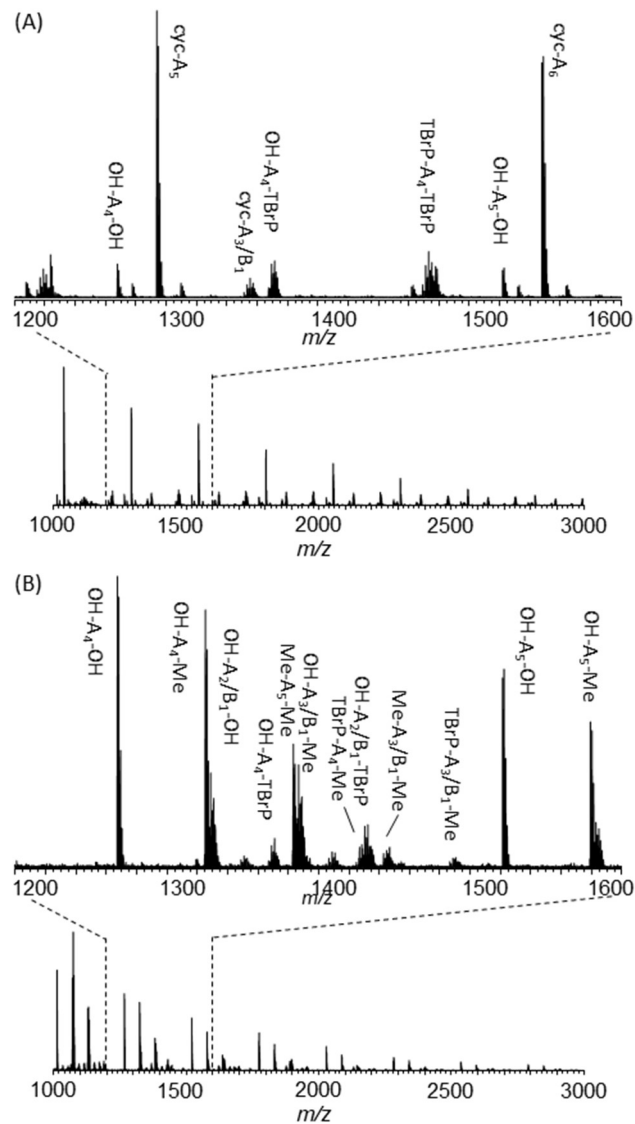 (A)
cyc-A5
cyc-A6
OH-A4-OH
cyc-A3/B1
OH-A4-TBrP
TBrP-A4-TBrP
OH-A5-OH
1200 1300 1400 1500 1600
m/z
1000 2000 3000
m/z
(B)
OH-A4-OH
OH-A4-Me
OH-A2/B1-OH
OH-A4-TBrP
Me-A5-Me
OH-A3/B1-Me
TBrP-A4-Me
OH-A2/B1-TBrP
Me-A3/B1-Me
TBrP-A3/B1-Me
OH-A5-OH
OH-A5-Me
1200 1300 1400 1500 1600
m/z
1000 2000 3000
m/z